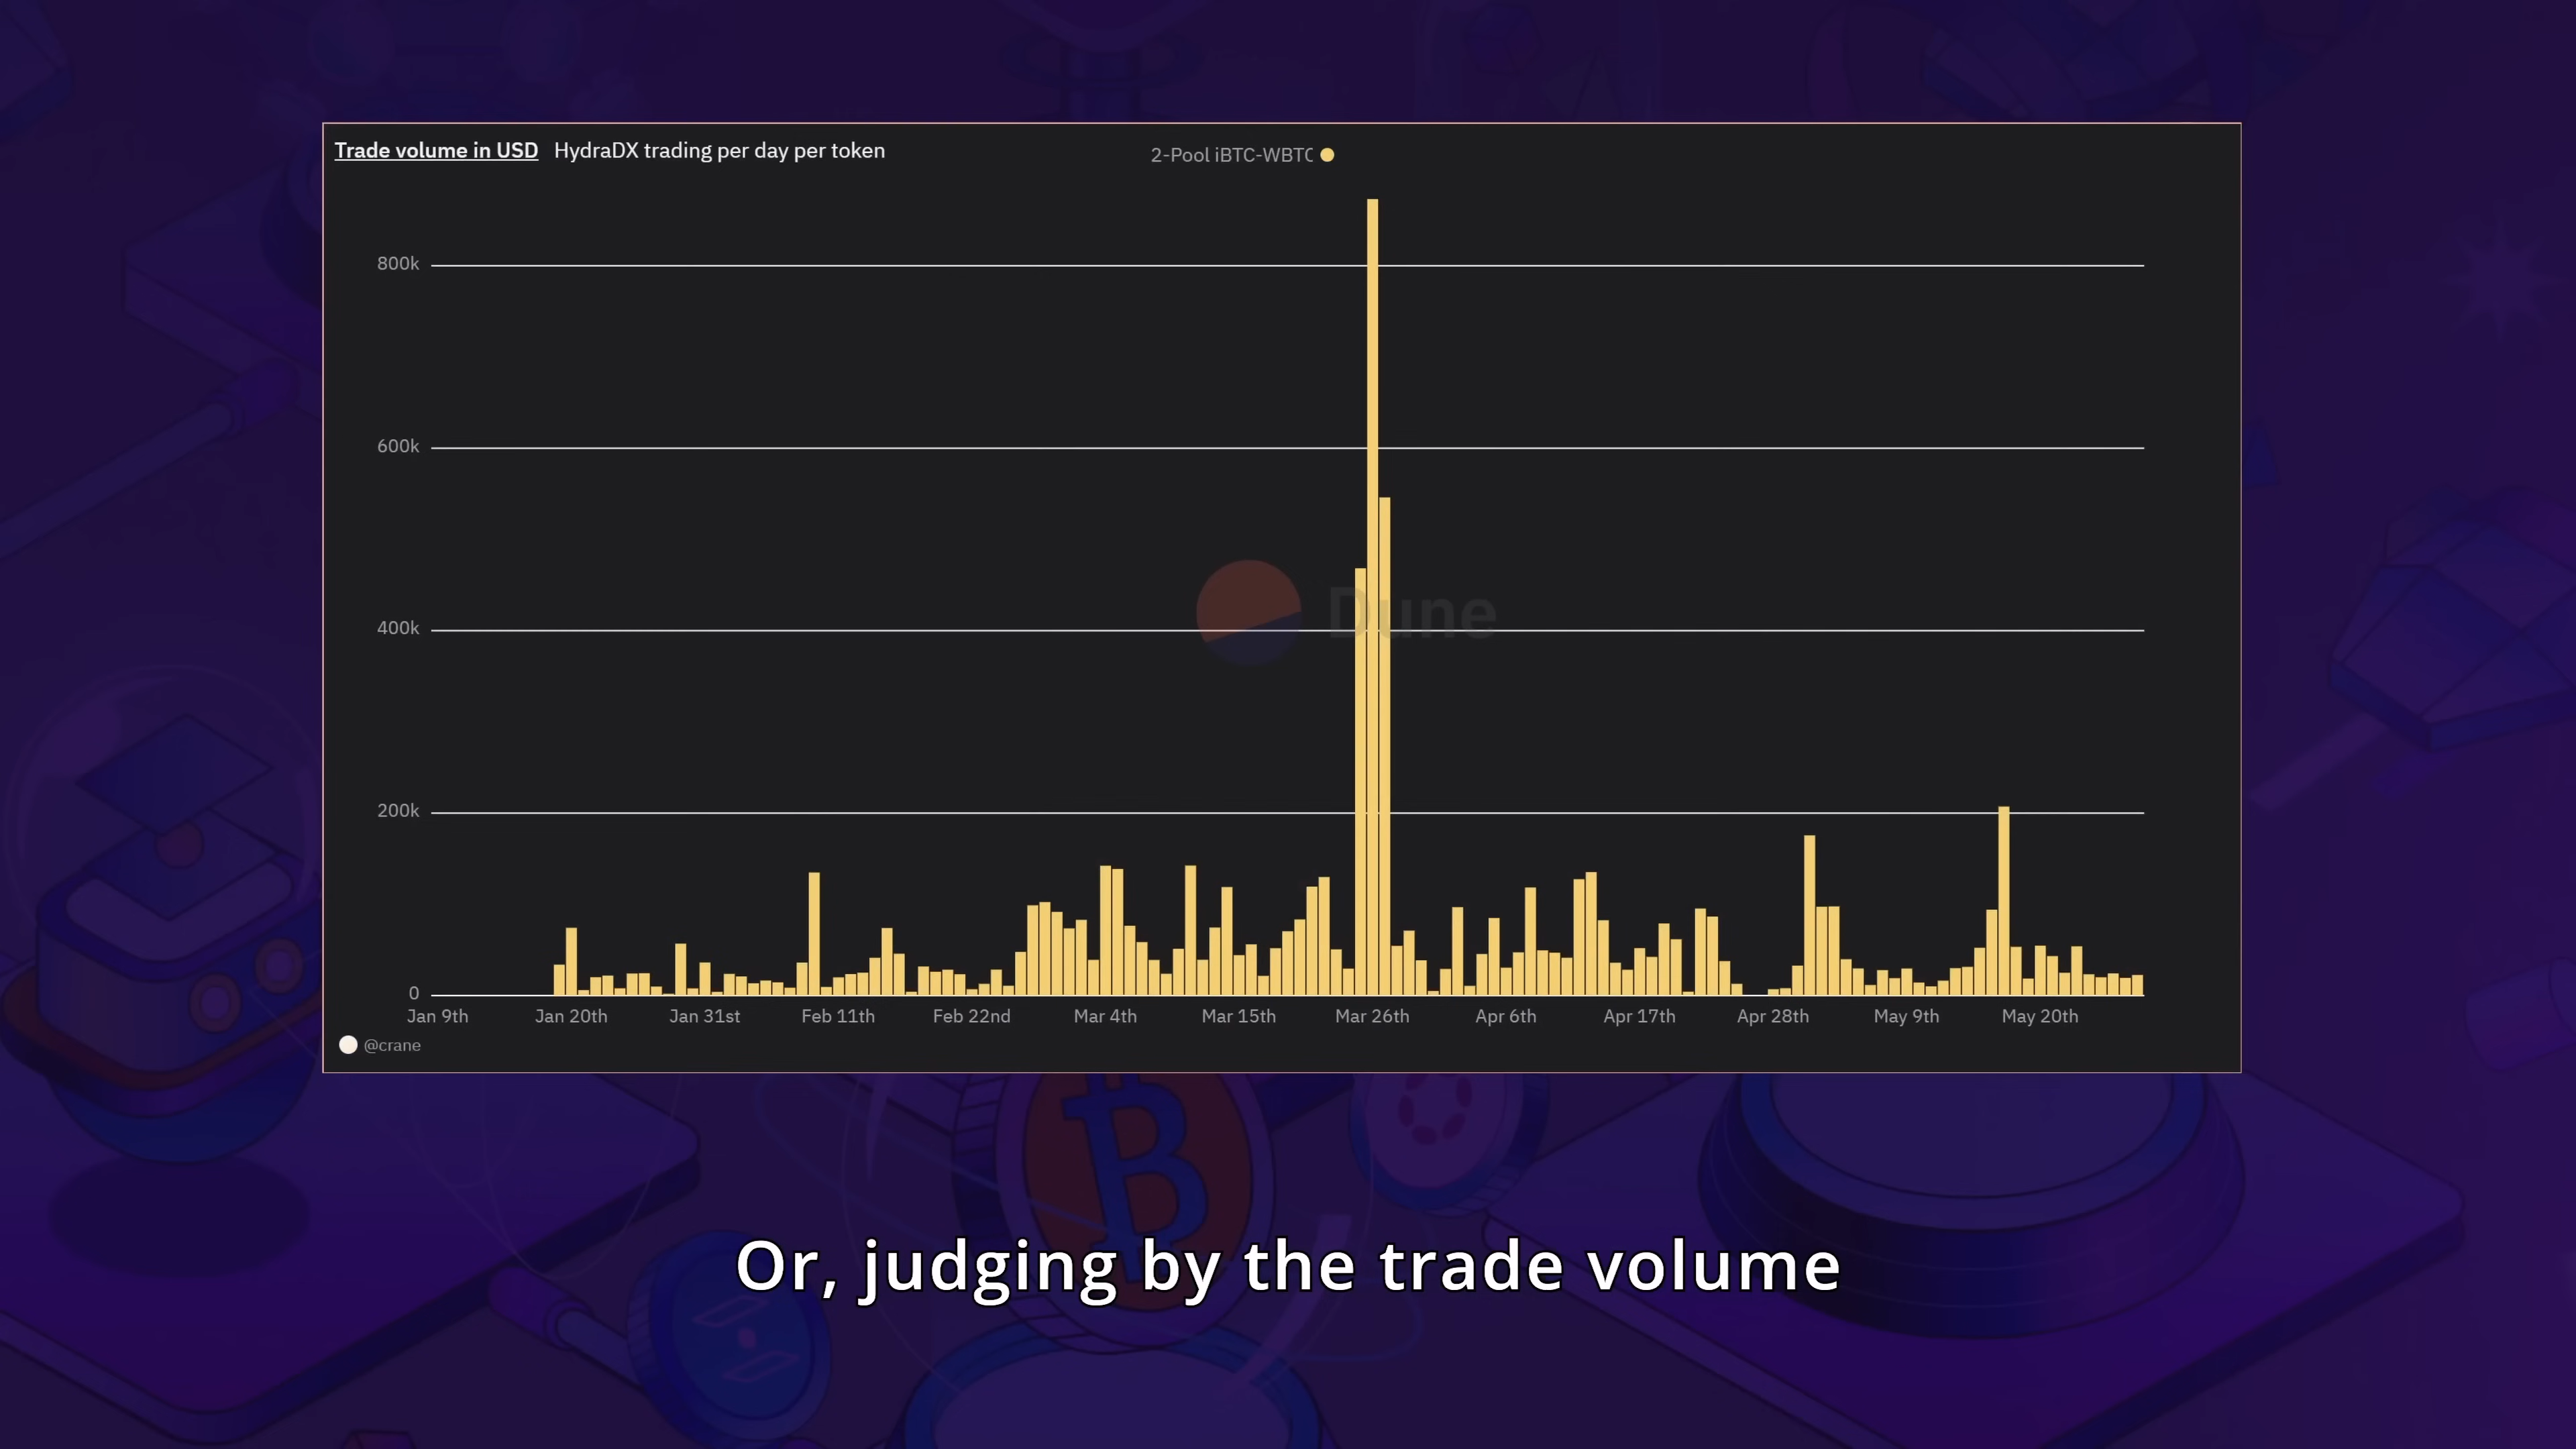 Trade volume in USD HydraDX trading per day per token
2-Pool iBTC-WBTC
800k
600k
400k
200k
0
Dune
Jan 9th Jan 20th Jan 31st Feb 11th Feb 22nd Mar 4th Mar 15th Mar 26th Apr 6th Apr 17th Apr 28th May 9th May 20th
@crane
Or, judging by the trade volume